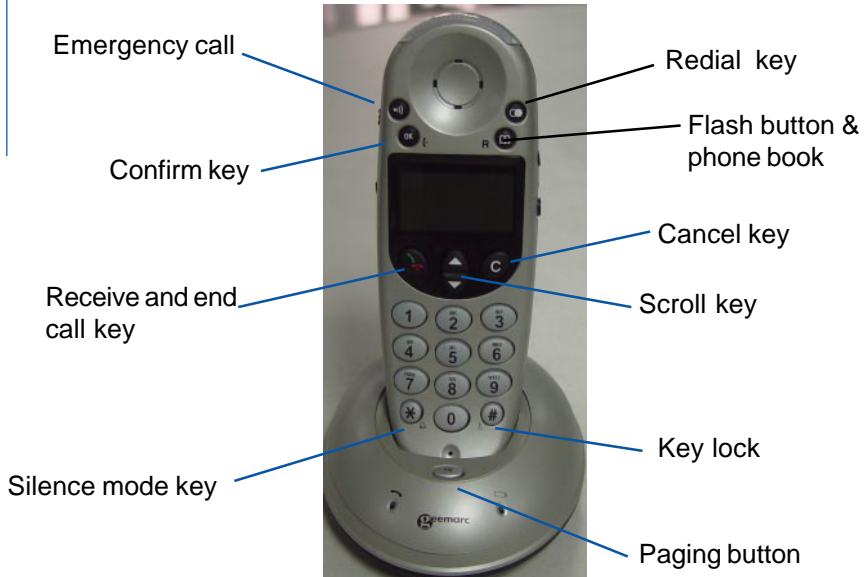 Emergency call
Redial key
Flash button &
phone book
Confirm key
OK
R
Cancel key
C
Receive and end
call key
Scroll key
1 2 3
4 5 6
7 8 9
* 0 #
Key lock
Silence mode key
geemarc
Paging button